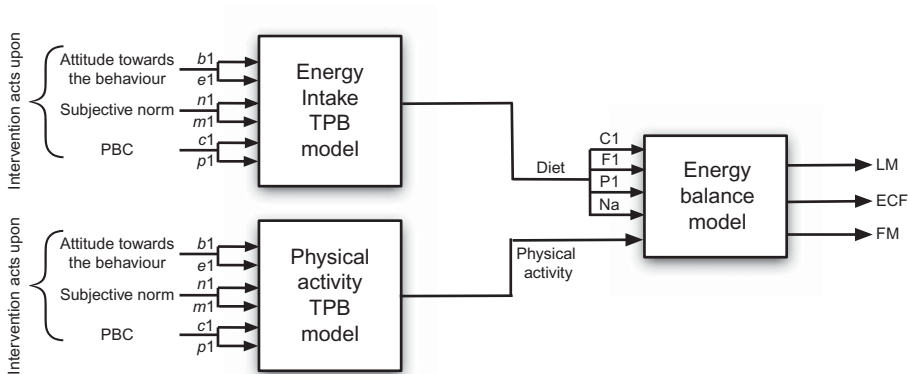 Intervention acts upon
Attitude towards
the behaviour
b1
e1
Subjective norm
n1
m1
PBC
c1
p1
Energy
Intake
TPB
model
Diet
C1
F1
P1
Na
Energy
balance
model
LM
ECF
FM
Intervention acts upon
Attitude towards
the behaviour
b1
e1
Subjective norm
n1
m1
PBC
c1
p1
Physical
activity
TPB
model
Physical
activity